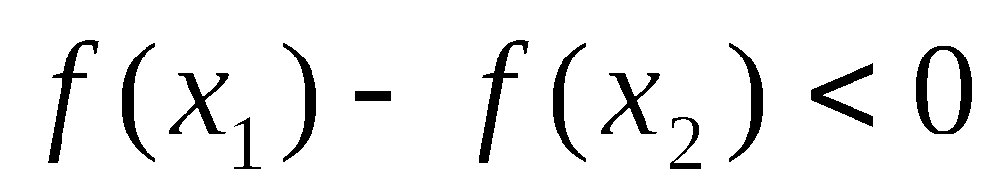 f(x₁) - f(x₂) < 0